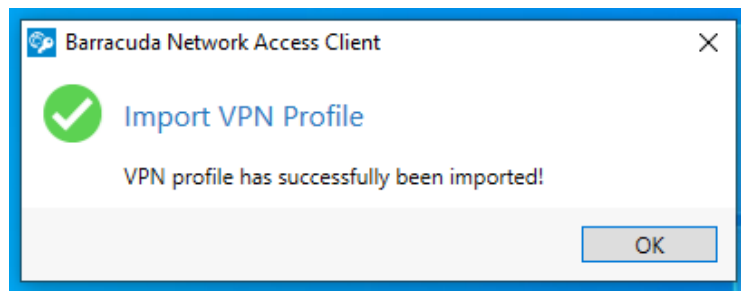 Barracuda Network Access Client
Import VPN Profile
VPN profile has successfully been imported!
OK